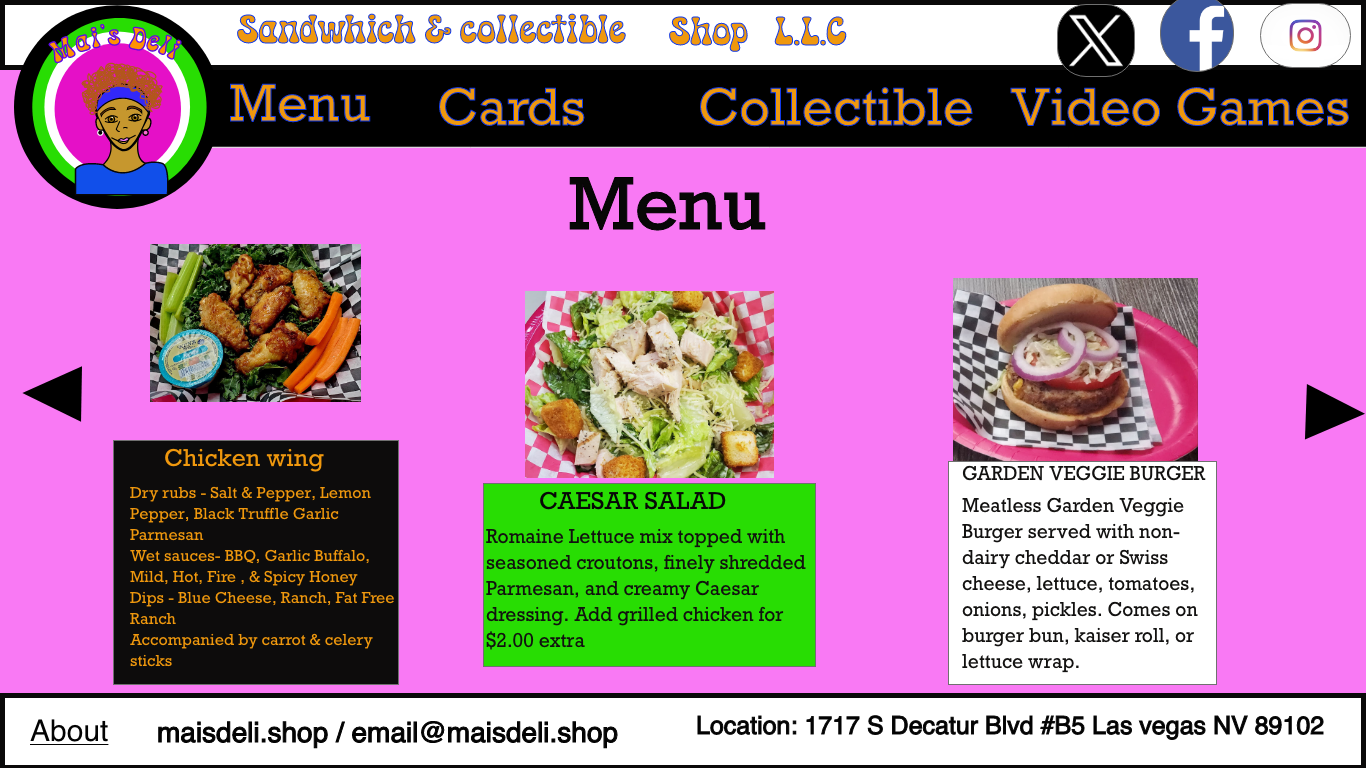 Mai's Deli
Sandwhich & collectible Shop L.L.C
Menu Cards Collectible Video Games
Menu
Chicken wing
Dry rubs - Salt & Pepper, Lemon
Pepper, Black Truffle Garlic
Parmesan
Wet sauces- BBQ, Garlic Buffalo,
Mild, Hot, Fire , & Spicy Honey
Dips - Blue Cheese, Ranch, Fat Free
Ranch
Accompanied by carrot & celery
sticks
CAESAR SALAD
Romaine Lettuce mix topped with
seasoned croutons, finely shredded
Parmesan, and creamy Caesar
dressing. Add grilled chicken for
$2.00 extra
GARDEN VEGGIE BURGER
Meatless Garden Veggie
Burger served with non-
dairy cheddar or Swiss
cheese, lettuce, tomatoes,
onions, pickles. Comes on
burger bun, kaiser roll, or
lettuce wrap.
About
maisdeli.shop / email@maisdeli.shop
Location: 1717 S Decatur Blvd #B5 Las vegas NV 89102